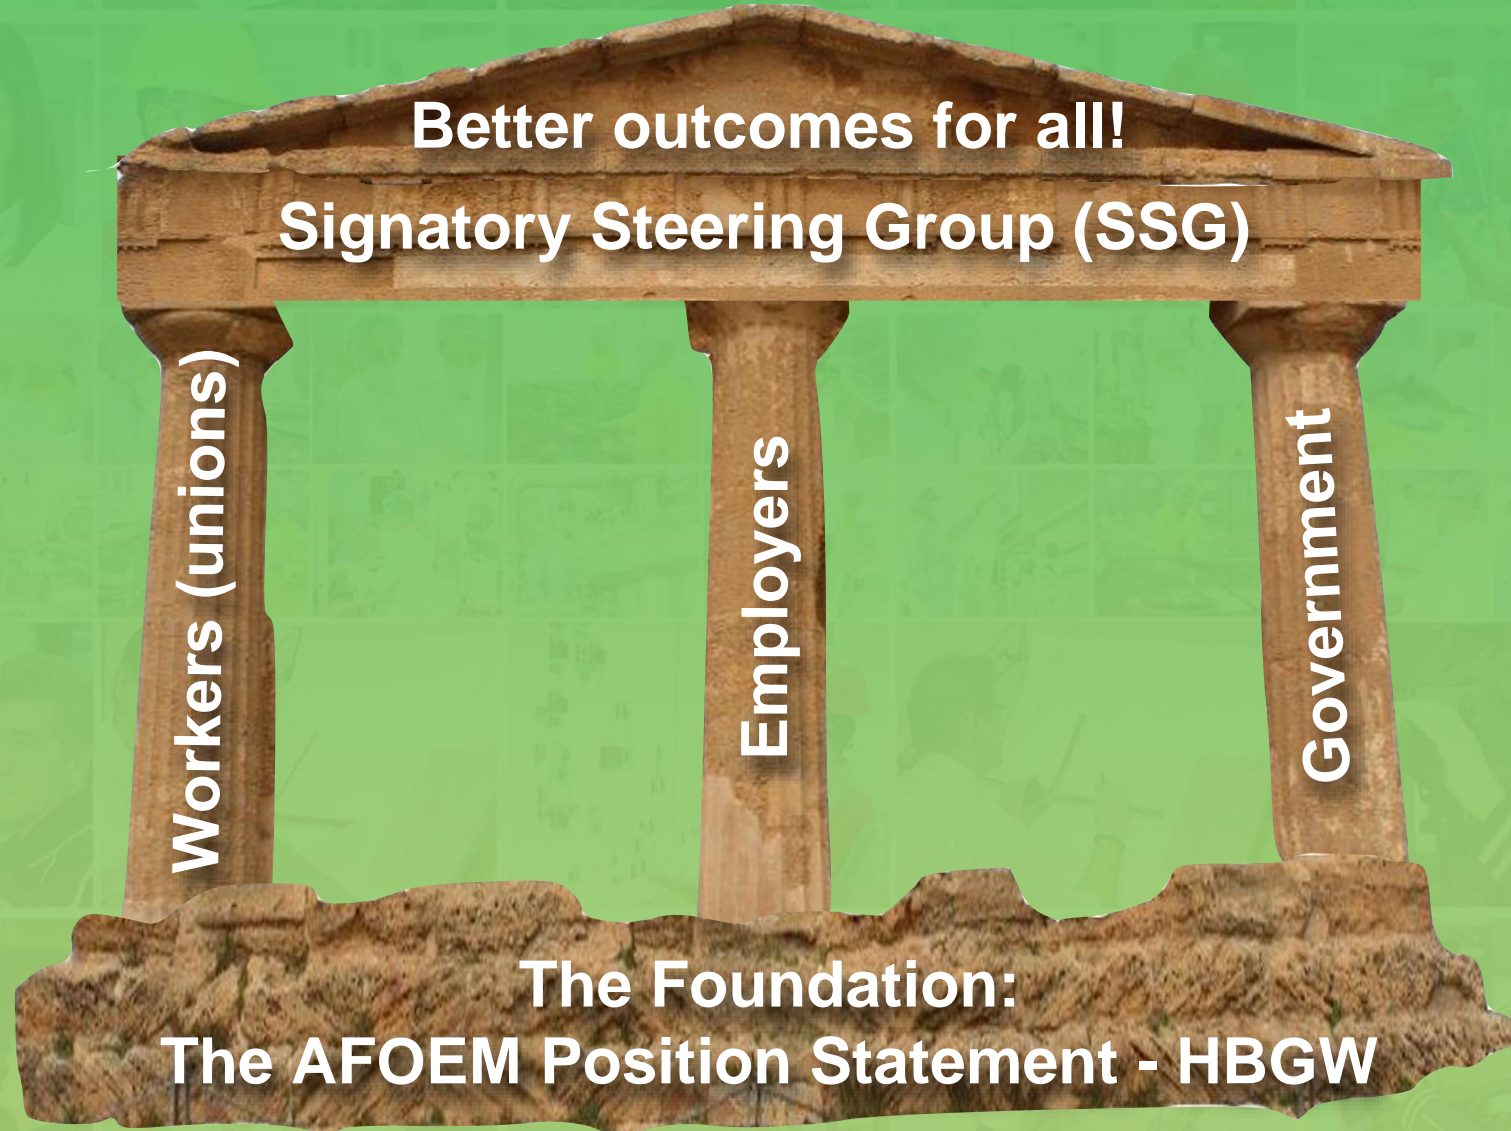 Better outcomes for all!
Signatory Steering Group (SSG)
Workers (unions)
Employers
Government
The Foundation:
The AFOEM Position Statement - HBGW